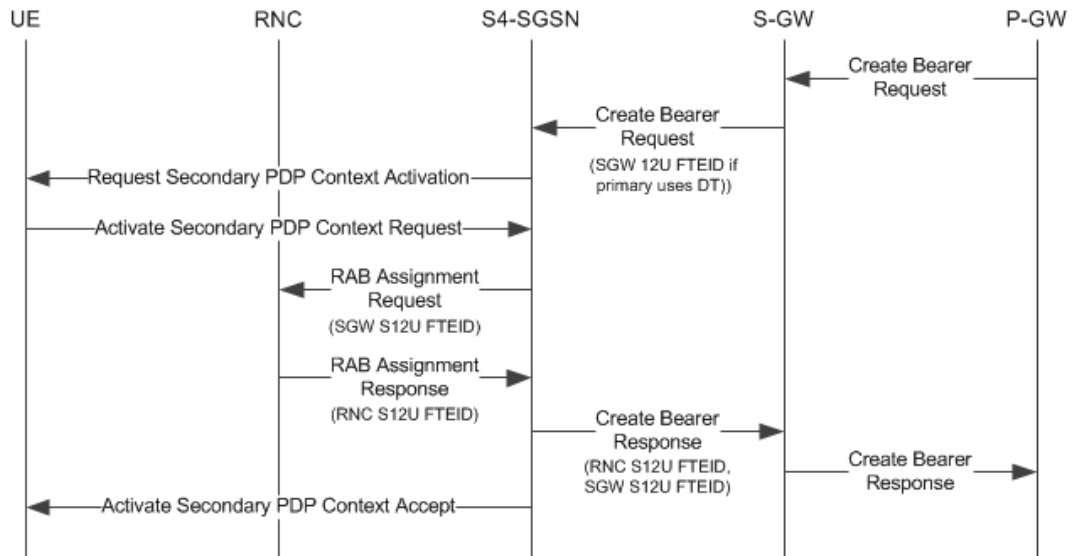 UE RNC S4-SGSN S-GW P-GW
Create Bearer
Request
Create Bearer
Request
(SGW 12U FTEID if
primary uses DT))
Request Secondary PDP Context Activation
Activate Secondary PDP Context Request
RAB Assignment
Request
(SGW S12U FTEID)
RAB Assignment
Response
(RNC S12U FTEID)
Create Bearer
Response
(RNC S12U FTEID,
SGW S12U FTEID)
Create Bearer
Response
Activate Secondary PDP Context Accept